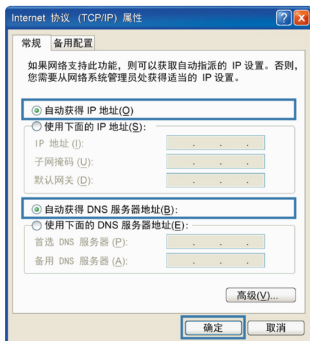 Internet 协议 (TCP/IP) 属性
常规 备用配置
如果网络支持此功能，则可以获取自动指派的 IP 设置。否则，
您需要从网络系统管理员处获得适当的 IP 设置。
自动获得 IP 地址(O)
使用下面的 IP 地址(S):
IP 地址 (I):
子网掩码 (U):
默认网关 (D):
自动获得 DNS 服务器地址(B):
使用下面的 DNS 服务器地址(E):
首选 DNS 服务器 (P):
备用 DNS 服务器 (A):
高级(V)...
确定 取消